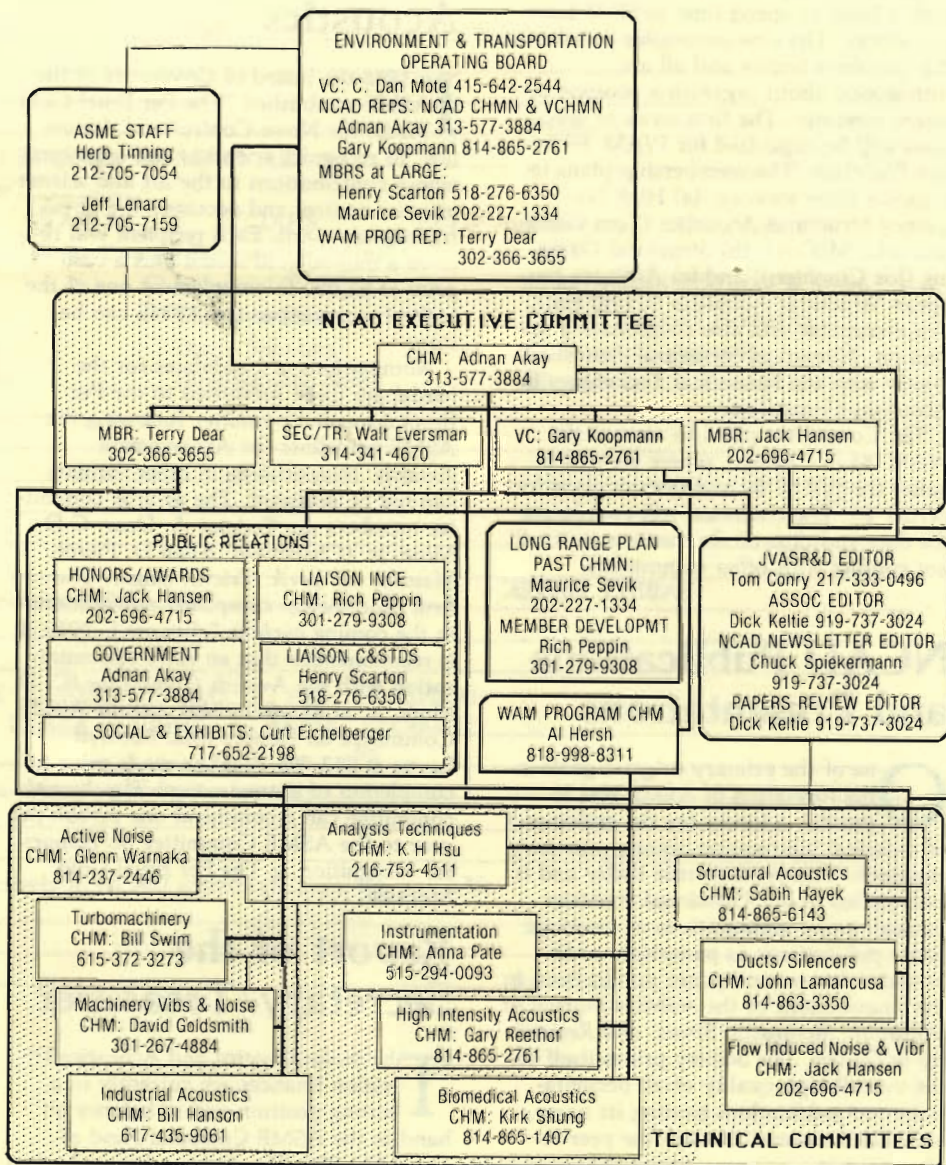 ENVIRONMENT & TRANSPORTATION
OPERATING BOARD
VC: C. Dan Mote 415-642-2544
NCAD REPS: NCAD CHMN & VCHMN
Adnan Akay 313-577-3884
Gary Koopmann 814-865-2761
MBRS at LARGE:
Henry Scarton 518-276-6350
Maurice Sevik 202-227-1334
WAM PROG REP: Terry Dear
302-366-3655
ASME STAFF
Herb Tinning
212-705-7054
Jeff Lenard
212-705-7159
NCAD EXECUTIVE COMMITTEE
CHM: Adnan Akay
313-577-3884
MBR: Terry Dear
302-366-3655
SEC/TR: Walt Eversman
314-341-4670
VC: Gary Koopmann
814-865-2761
MBR: Jack Hansen
202-696-4715
PUBLIC RELATIONS
HONORS/AWARDS
CHM: Jack Hansen
202-696-4715
LIAISON INCE
CHM: Rich Peppin
301-279-9308
GOVERNMENT
Adnan Akay
313-577-3884
LIAISON C&STDS
Henry Scarton
518-276-6350
SOCIAL & EXHIBITS: Curt Eichelberger
717-652-2198
LONG RANGE PLAN
PAST CHMN:
Maurice Sevik
202-227-1334
MEMBER DEVELOPMT
Rich Peppin
301-279-9308
WAM PROGRAM CHM
Al Hersh
818-998-8311
JVASR&D EDITOR
Tom Conry 217-333-0496
ASSOC EDITOR
Dick Keltie 919-737-3024
NCAD NEWSLETTER EDITOR
Chuck Spiekermann
919-737-3024
PAPERS REVIEW EDITOR
Dick Keltie 919-737-3024
Active Noise
CHM: Glenn Warnaka
814-237-2446
Turbomachinery
CHM: Bill Swim
615-372-3273
Machinery Vibs & Noise
CHM: David Goldsmith
301-267-4884
Industrial Acoustics
CHM: Bill Hanson
617-435-9061
Analysis Techniques
CHM: K H Hsu
216-753-4511
Instrumentation
CHM: Anna Pate
515-294-0093
High Intensity Acoustics
CHM: Gary Reethof
814-865-2761
Biomedical Acoustics
CHM: Kirk Shung
814-865-1407
Structural Acoustics
CHM: Sabih Hayek
814-865-6143
Ducts/Silencers
CHM: John Lamancusa
814-863-3350
Flow Induced Noise & Vibr
CHM: Jack Hansen
202-696-4715
TECHNICAL COMMITTEES